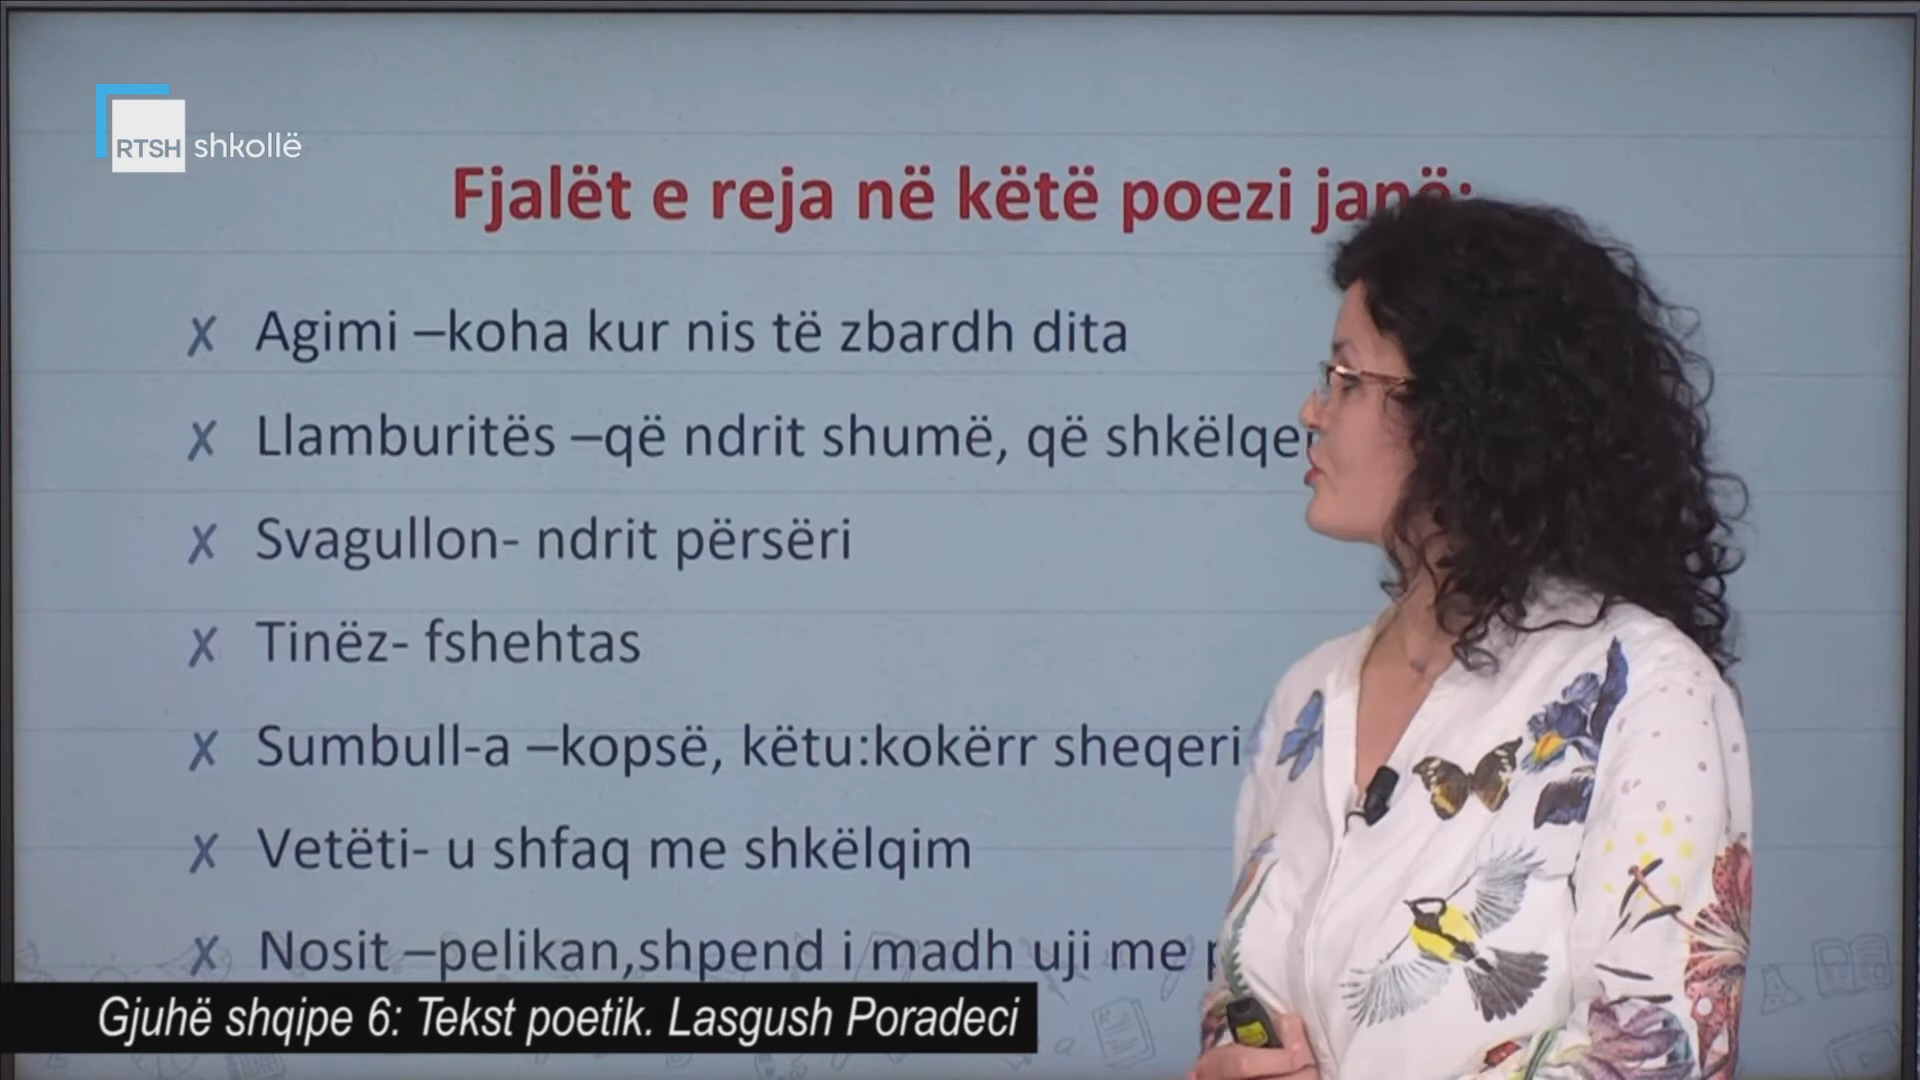 RTSH shkollë
Fjalët e reja në këtë poezi janë:
✗ Agimi –koha kur nis të zbardh dita
✗ Llamburitës –që ndrit shumë, që shkëlqen
✗ Svagullon- ndrit përsëri
✗ Tinëz- fshehtas
✗ Sumbull-a –kopsë, këtu:kokërr sheqeri
✗ Vetëti- u shfaq me shkëlqim
✗ Nosit –pelikan,shpend i madh uji me
Gjuhë shqipe 6: Tekst poetik. Lasgush Poradeci